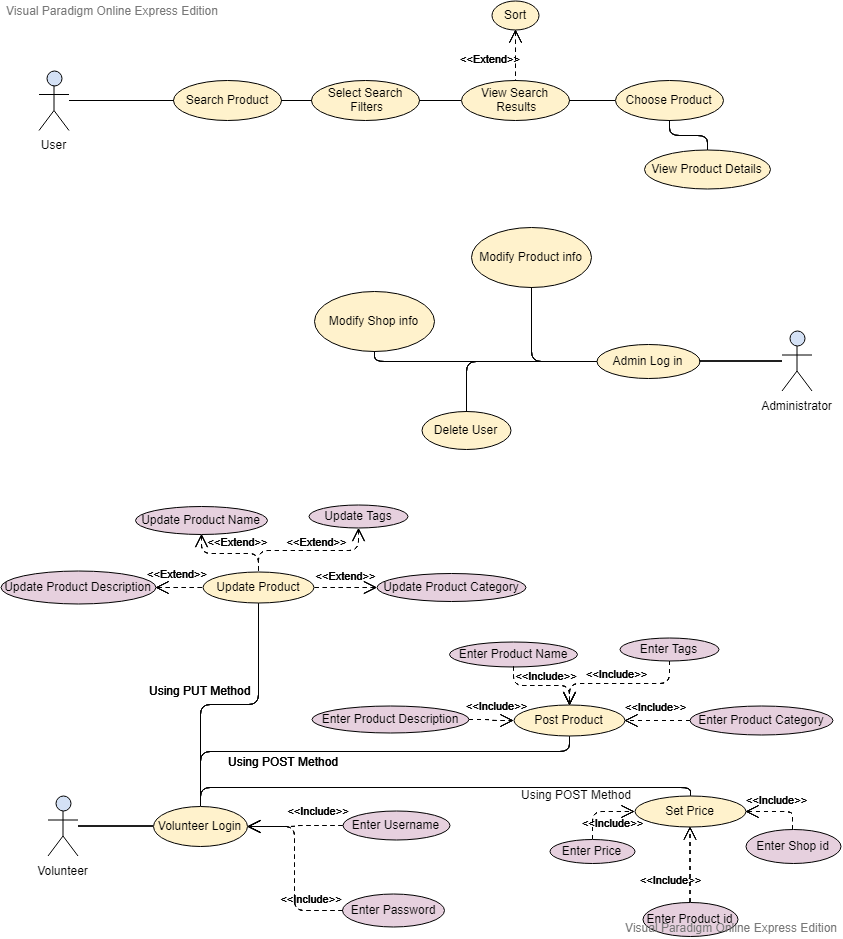 Visual Paradigm Online Express Edition
Sort
<<Extend>>
User
Search Product
Select Search
Filters
View Search
Results
Choose Product
View Product Details
Modify Product info
Modify Shop info
Admin Log in
Administrator
Delete User
Update Product Name
Update Tags
<<Extend>>
<<Extend>>
<<Extend>>
<<Extend>>
Update Product Description
Update Product
Update Product Category
Using PUT Method
Enter Product Name
Enter Tags
<<Include>>
<<Include>>
<<Include>>
<<Include>>
Enter Product Description
Post Product
Enter Product Category
Using POST Method
Using POST Method
Volunteer
Volunteer Login
<<Include>>
Enter Username
<<Include>>
Enter Password
Set Price
<<Include>>
<<Include>>
Enter Price
Enter Shop id
<<Include>>
Enter Product id
Visual Paradigm Online Express Edition